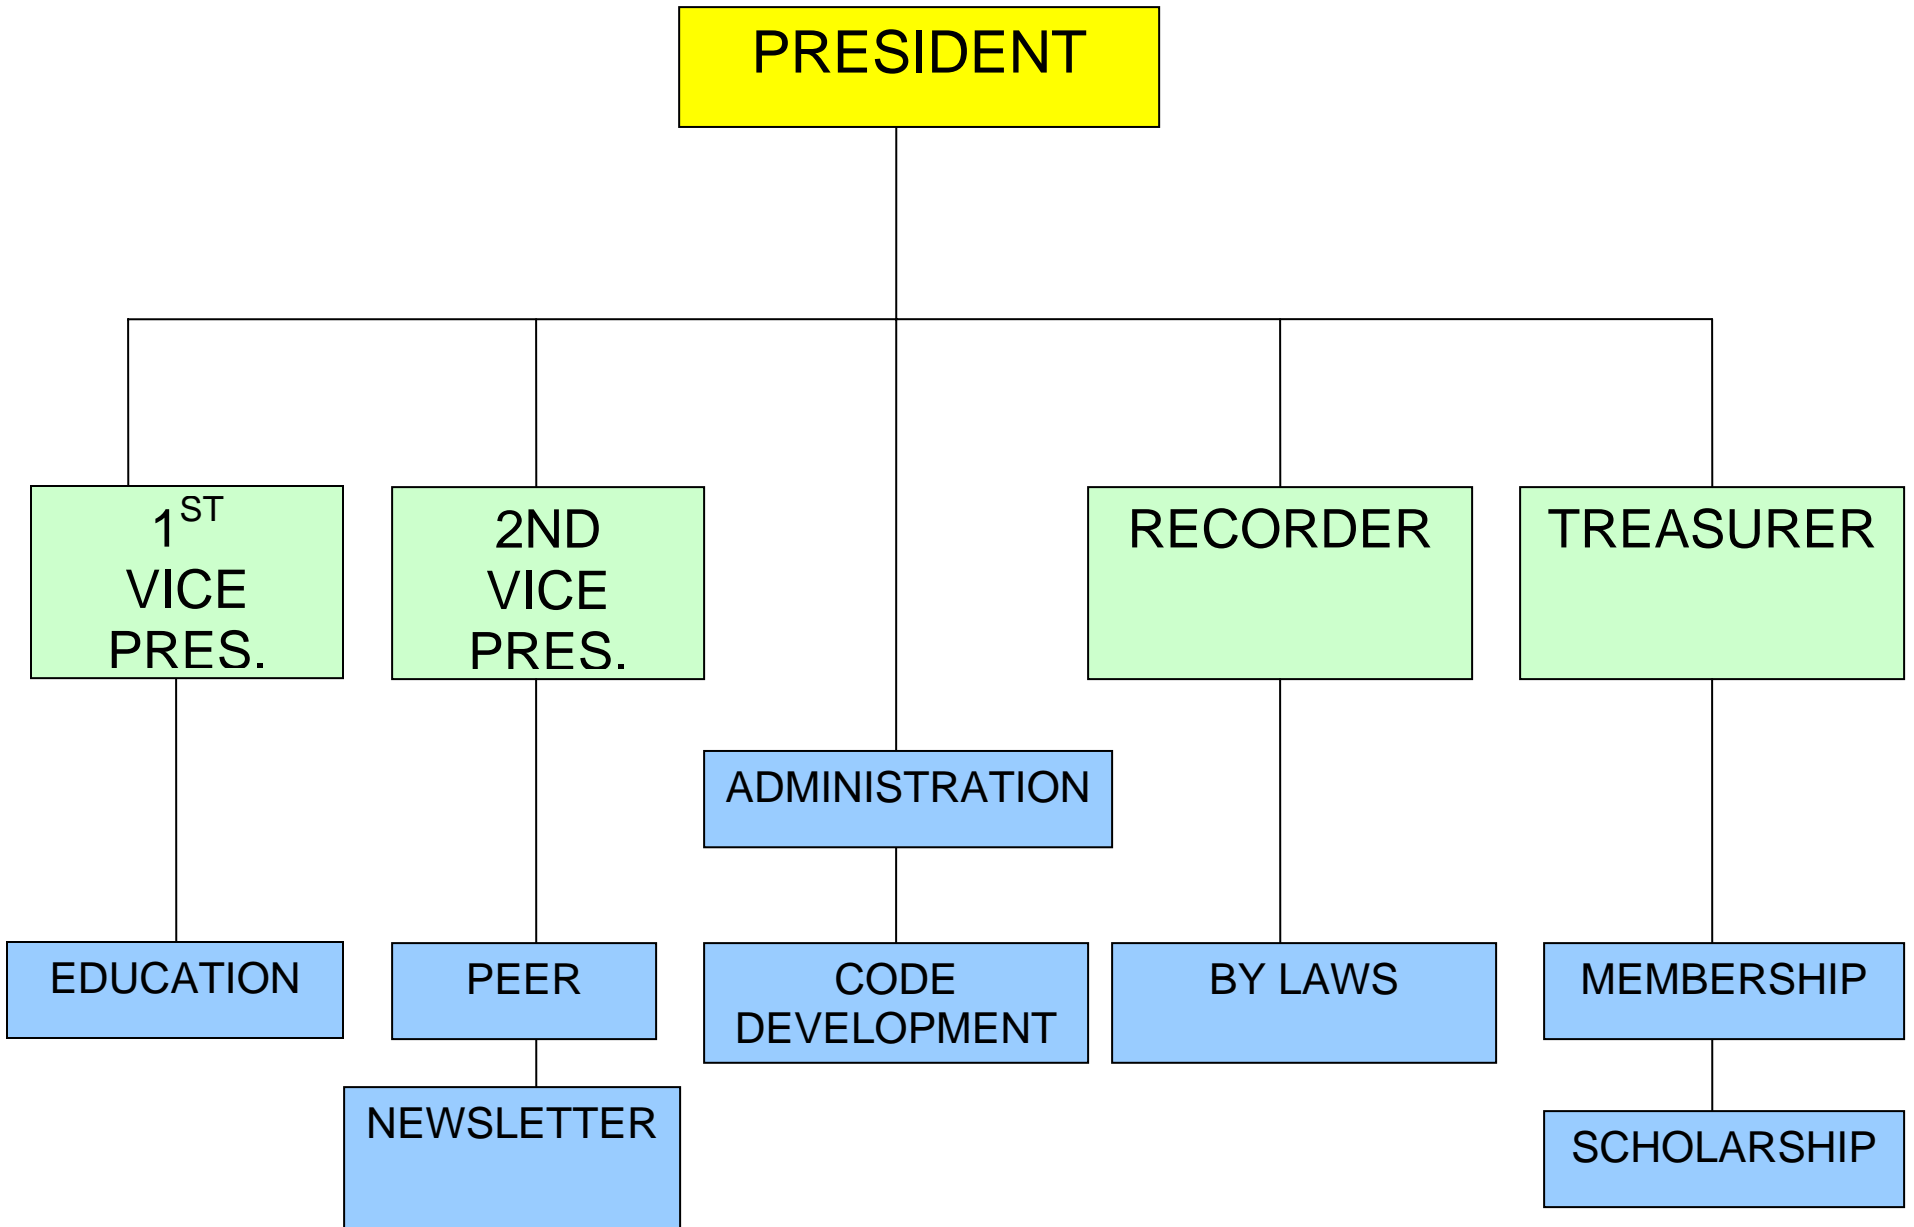 PRESIDENT
1ST
VICE
PRES.
2ND
VICE
PRES.
RECORDER
TREASURER
ADMINISTRATION
EDUCATION
PEER
CODE
DEVELOPMENT
BY LAWS
MEMBERSHIP
NEWSLETTER
SCHOLARSHIP